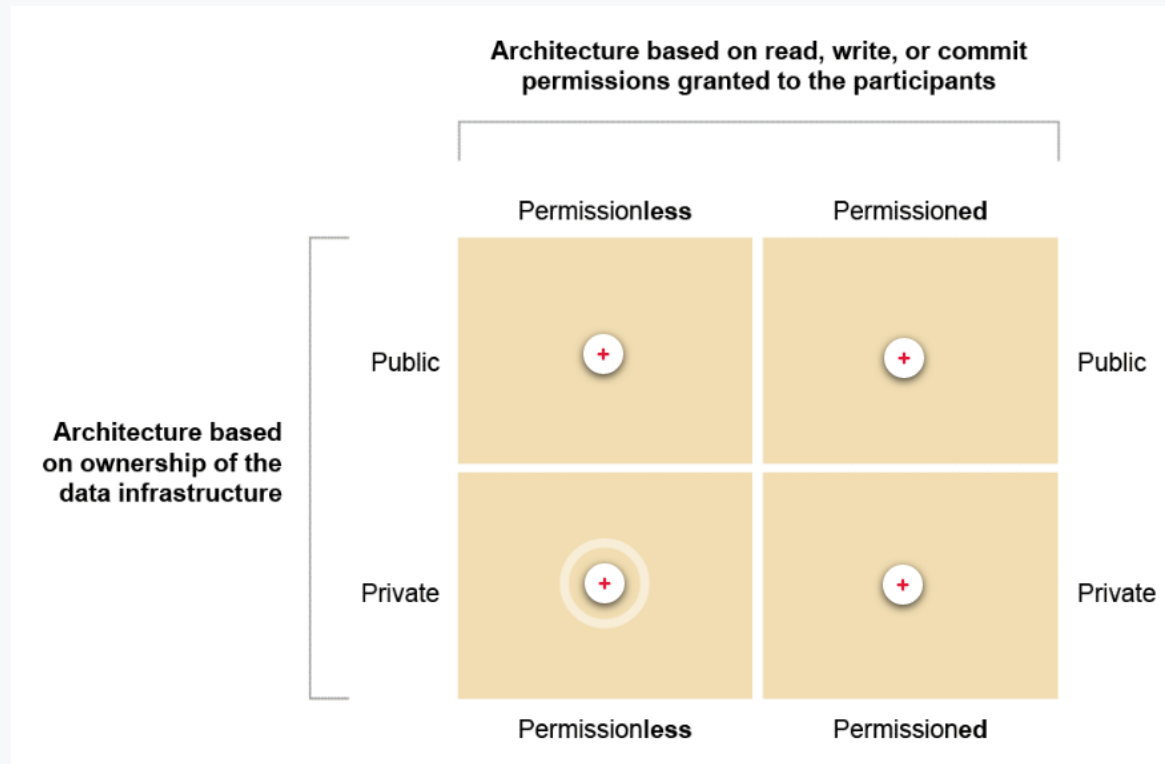 Architecture based on read, write, or commit
permissions granted to the participants
Permissionless
Permissioned
Public
Public
Architecture based
on ownership of the
data infrastructure
Private
Private
Permissionless
Permissioned